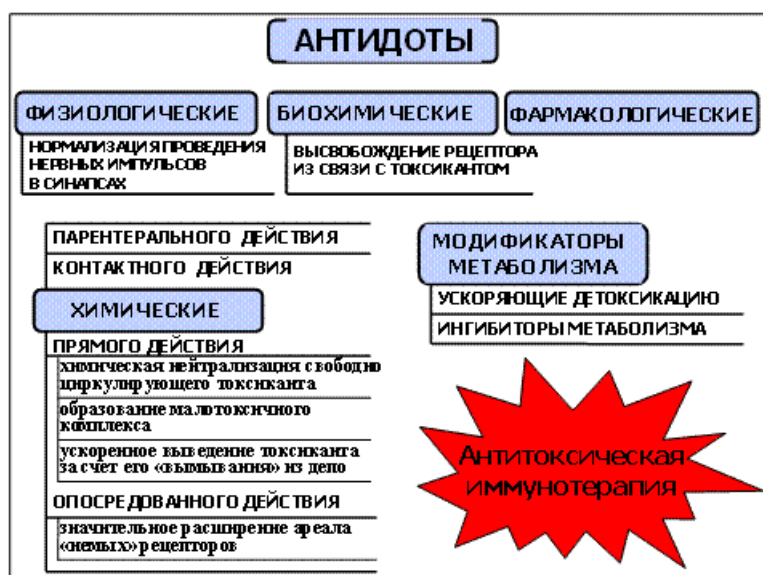 АНТИДОТЫ
ФИЗИОЛОГИЧЕСКИЕ
БИОХИМИЧЕСКИЕ
ФАРМАКОЛОГИЧЕСКИЕ
НОРМАЛИЗАЦИЯ ПРОВЕДЕНИЯ
НЕРВНЫХ ИМПУЛЬСОВ
В СИНАПСАХ
ВЫСВОБОЖДЕНИЕ РЕЦЕПТОРА
ИЗ СВЯЗИ С ТОКСИКАНТОМ
ПАРЕНТЕРАЛЬНОГО ДЕЙСТВИЯ
КОНТАКТНОГО ДЕЙСТВИЯ
ХИМИЧЕСКИЕ
ПРЯМОГО ДЕЙСТВИЯ
химическая нейтрализация свободно
циркулирующего токсиканта
образование малотоксичного
комплекса
ускоренное выведение токсиканта
за счет его «вымывания» из депо
ОПОСРЕДОВАННОГО ДЕЙСТВИЯ
значительное расширение ареала
«немых» рецепторов
МОДИФИКАТОРЫ
МЕТАБОЛИЗМА
УСКОРЯЮЩИЕ ДЕТОКСИКАЦИЮ
ИНГИБИТОРЫ МЕТАБОЛИЗМА
Антитоксическая
иммунотерапия